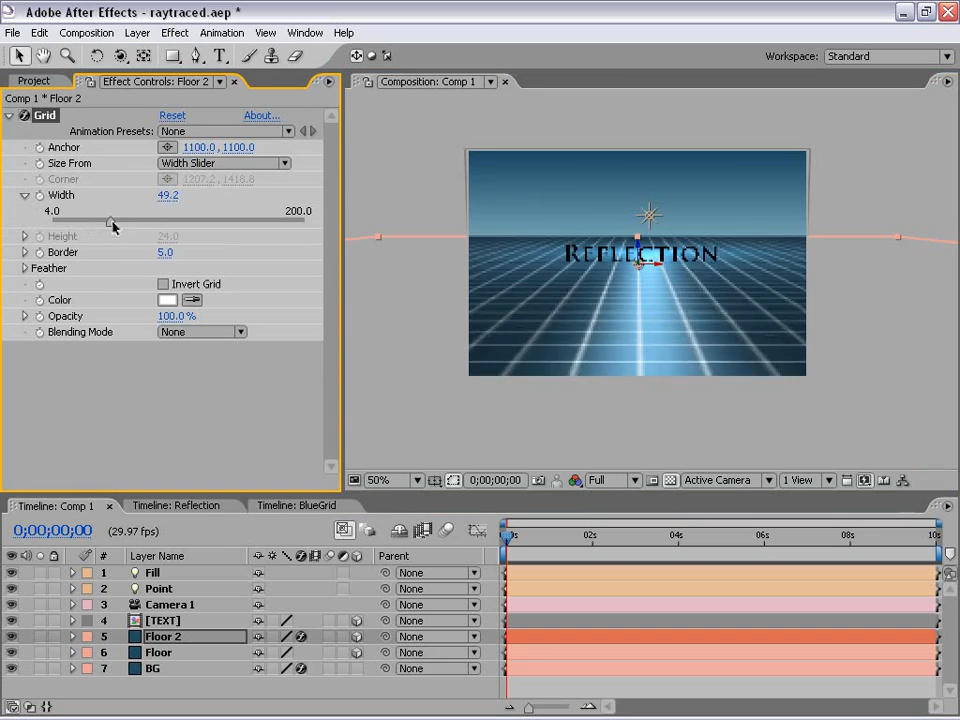 Adobe After Effects - raytraced.aep *
File Edit Composition Layer Effect Animation View Window Help
Workspace: Standard
Project Effect Controls: Floor 2
Composition: Comp 1
Comp 1 * Floor 2
Grid Reset About...
Animation Presets: None
Anchor 1100.0, 1100.0
Size From Width Slider
Corner 1207.2, 1418.8
Width 49.2
4.0 200.0
Height 24.0
Border 5.0
Feather
Invert Grid
Color
Opacity 100.0 %
Blending Mode None
REFLECTION
50% 0;00;00;00 Full Active Camera 1 View
Timeline: Comp 1 Timeline: Reflection Timeline: BlueGrid
0;00;00;00 (29.97 fps)
02s 04s 06s 08s 10s
# Layer Name Parent
1 Fill None
2 Point None
3 Camera 1 None
4 [TEXT] None
5 Floor 2 None
6 Floor None
7 BG None